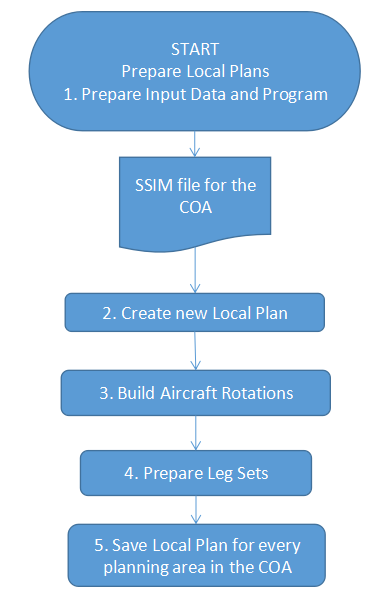 START
Prepare Local Plans
1. Prepare Input Data and Program
SSIM file for the
COA
2. Create new Local Plan
3. Build Aircraft Rotations
4. Prepare Leg Sets
5. Save Local Plan for every
planning area in the COA